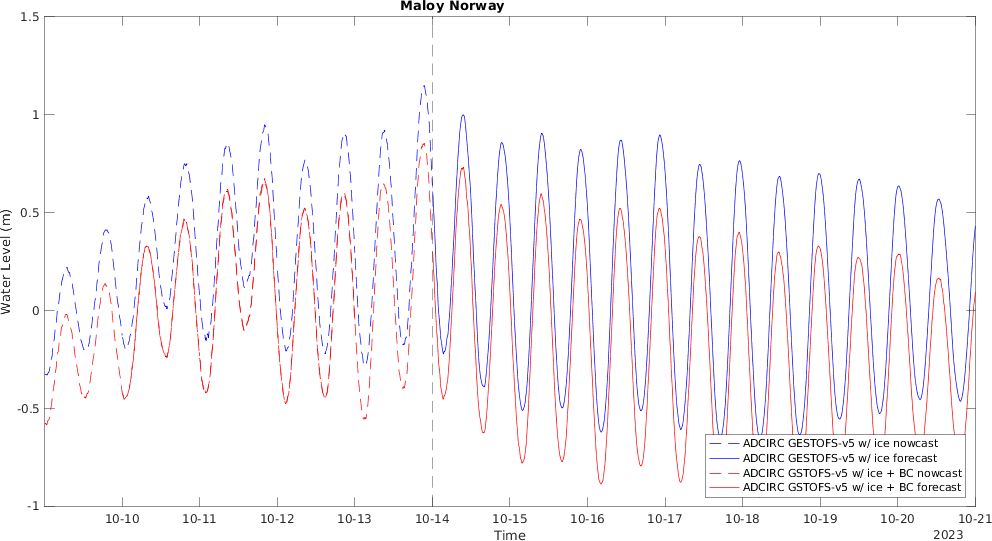 Maloy Norway
1.5
1
0.5
0
-0.5
-1
Water Level (m)
10-10 10-11 10-12 10-13 10-14 10-15 10-16 10-17 10-18 10-19 10-20 10-21
Time
2023
ADCIRC GESTOFS-v5 w/ ice nowcast
ADCIRC GESTOFS-v5 w/ ice forecast
ADCIRC GSTOFS-v5 w/ ice + BC nowcast
ADCIRC GSTOFS-v5 w/ ice + BC forecast